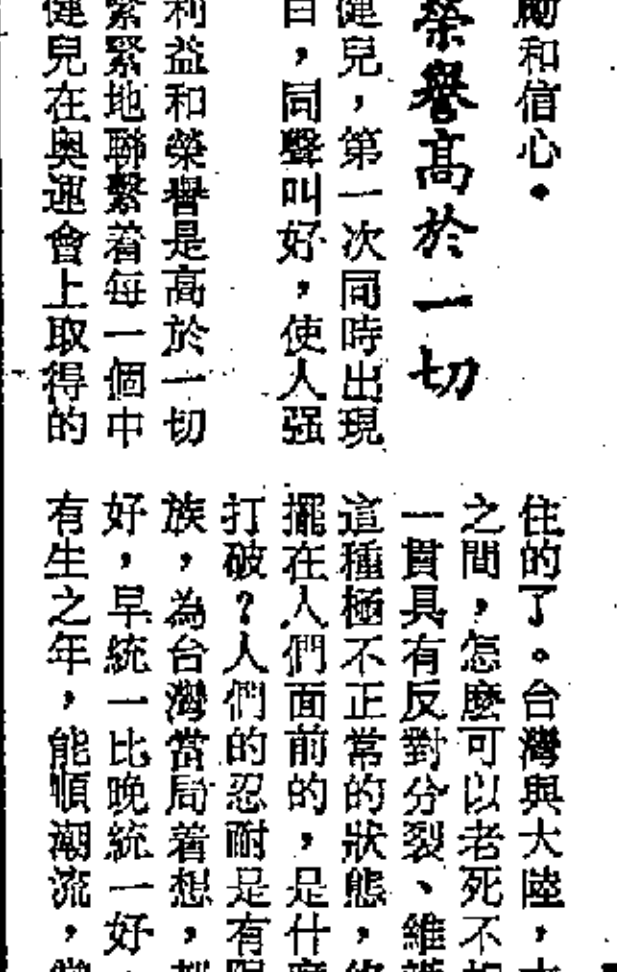 勵和信心。
榮譽高於一切
健兒，第一次同時出現
目，同聲叫好，使人强
利益和榮譽是高於一切
緊緊地聯繫着每一個中
健兒在奥運會上取得的
住的了。台灣與大陸，
之間，怎麼可以老死不
一貫具有反對分裂、維
這種極不正常的狀態，
擺在人們面前的，是什
打破？人們的忍耐是有
族，為台灣當局着想，
好，早統一比晚統一好，
有生之年，能順潮流，